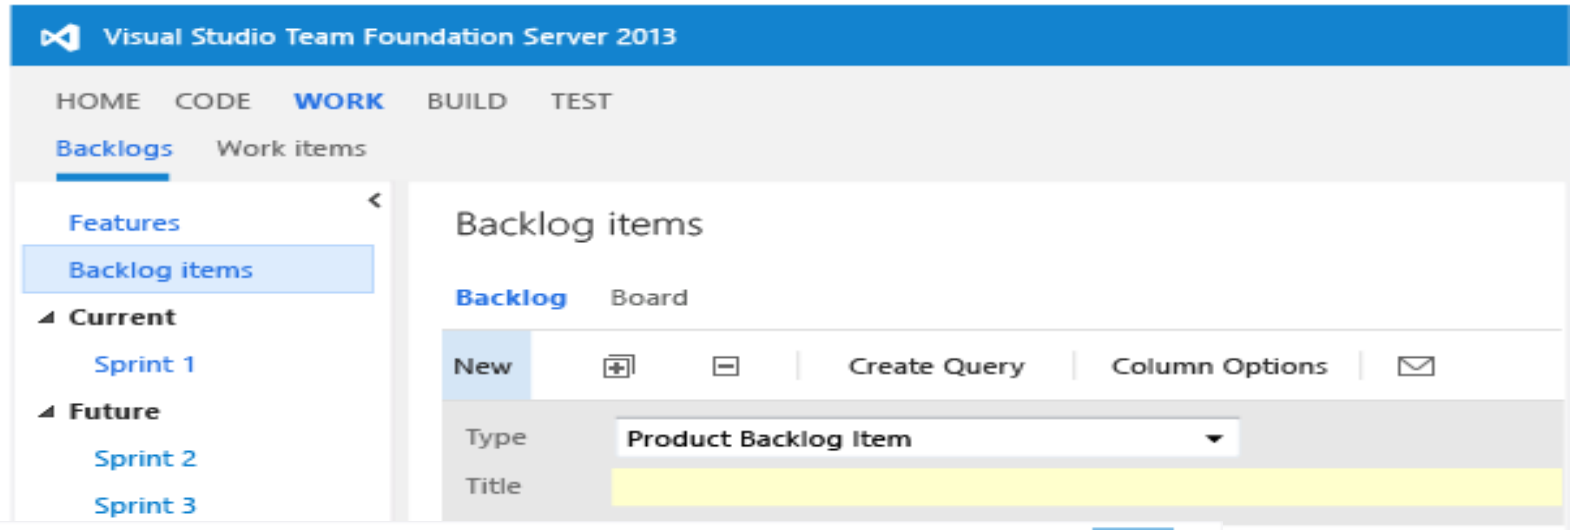 Visual Studio Team Foundation Server 2013
HOME CODE WORK BUILD TEST
Backlogs Work items
Features
Backlog items
Current
Sprint 1
Future
Sprint 2
Sprint 3
Backlog items
Backlog Board
New Create Query Column Options
Type Product Backlog Item
Title